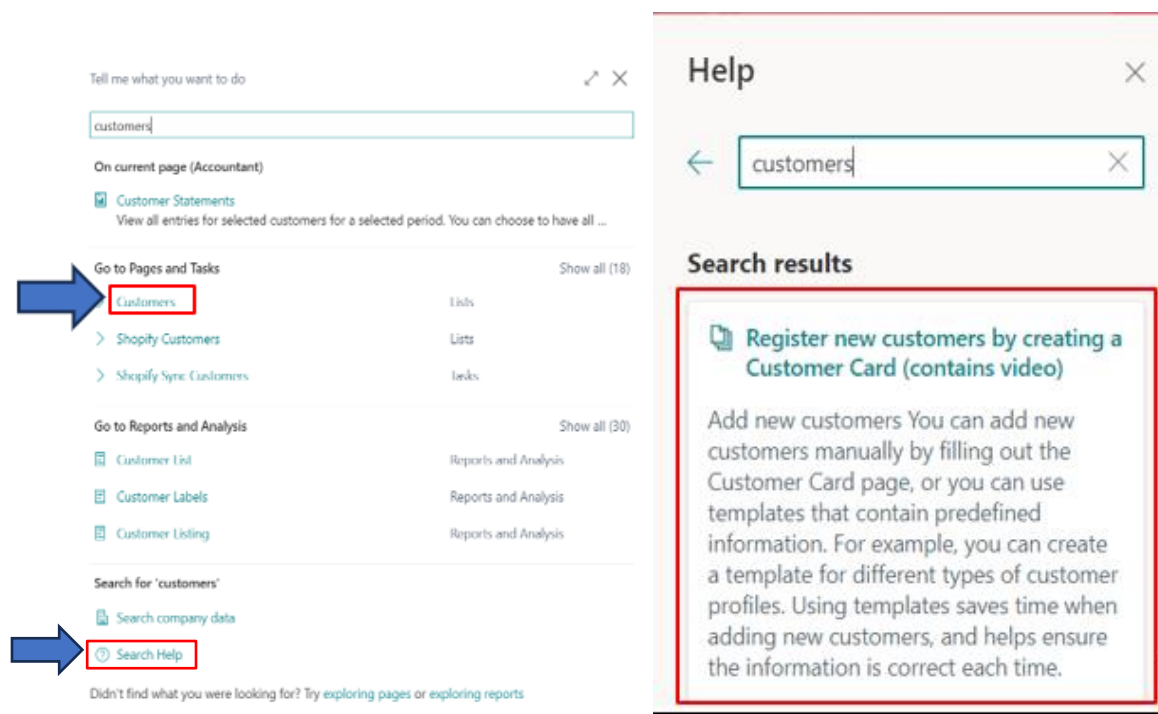 Tell me what you want to do
customers
On current page (Accountant)
Customer Statements
View all entries for selected customers for a selected period. You can choose to have all ...
Go to Pages and Tasks Show all (18)
Customers Lists
Shopify Customers Lists
Shopify Sync Customers Tasks
Go to Reports and Analysis Show all (30)
Customer List Reports and Analysis
Customer Labels Reports and Analysis
Customer Listing Reports and Analysis
Search for 'customers'
Search company data
Search Help
Didn't find what you were looking for? Try exploring pages or exploring reports
Help
customers
Search results
Register new customers by creating a
Customer Card (contains video)
Add new customers You can add new
customers manually by filling out the
Customer Card page, or you can use
templates that contain predefined
information. For example, you can create
a template for different types of customer
profiles. Using templates saves time when
adding new customers, and helps ensure
the information is correct each time.